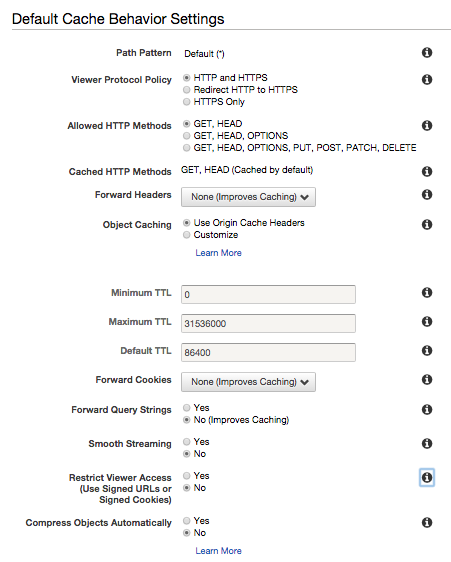 Default Cache Behavior Settings
Path Pattern Default (*)
Viewer Protocol Policy HTTP and HTTPS
Redirect HTTP to HTTPS
HTTPS Only
Allowed HTTP Methods GET, HEAD
GET, HEAD, OPTIONS
GET, HEAD, OPTIONS, PUT, POST, PATCH, DELETE
Cached HTTP Methods GET, HEAD (Cached by default)
Forward Headers None (Improves Caching)
Object Caching Use Origin Cache Headers
Customize
Learn More
Minimum TTL 0
Maximum TTL 31536000
Default TTL 86400
Forward Cookies None (Improves Caching)
Forward Query Strings Yes
No (Improves Caching)
Smooth Streaming Yes
No
Restrict Viewer Access Yes
(Use Signed URLs or No
Signed Cookies)
Compress Objects Automatically Yes
No
Learn More